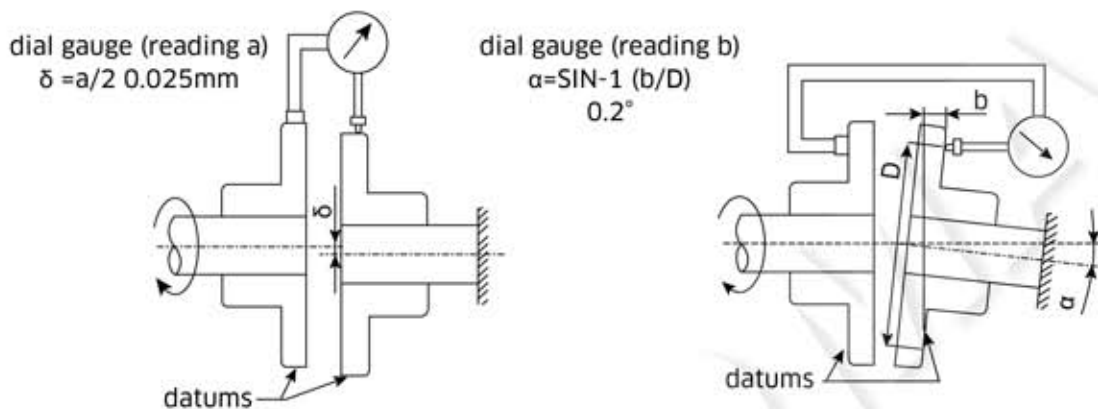 dial gauge (reading a)
δ =a/2 0.025mm
δ
datums
dial gauge (reading b)
α=SIN-1 (b/D)
0.2°
b
D
α
datums